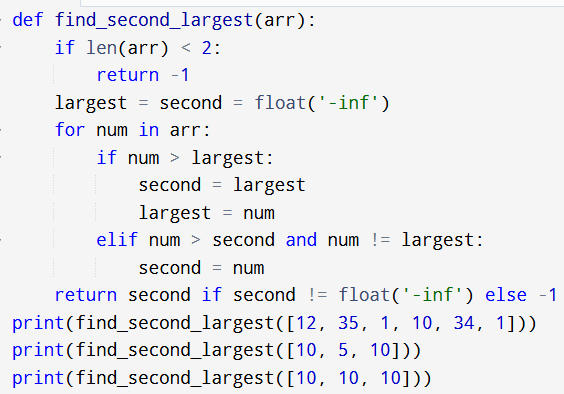 def find_second_largest(arr):
    if len(arr) < 2:
        return -1
    largest = second = float('-inf')
    for num in arr:
        if num > largest:
            second = largest
            largest = num
        elif num > second and num != largest:
            second = num
    return second if second != float('-inf') else -1
print(find_second_largest([12, 35, 1, 10, 34, 1]))
print(find_second_largest([10, 5, 10]))
print(find_second_largest([10, 10, 10]))